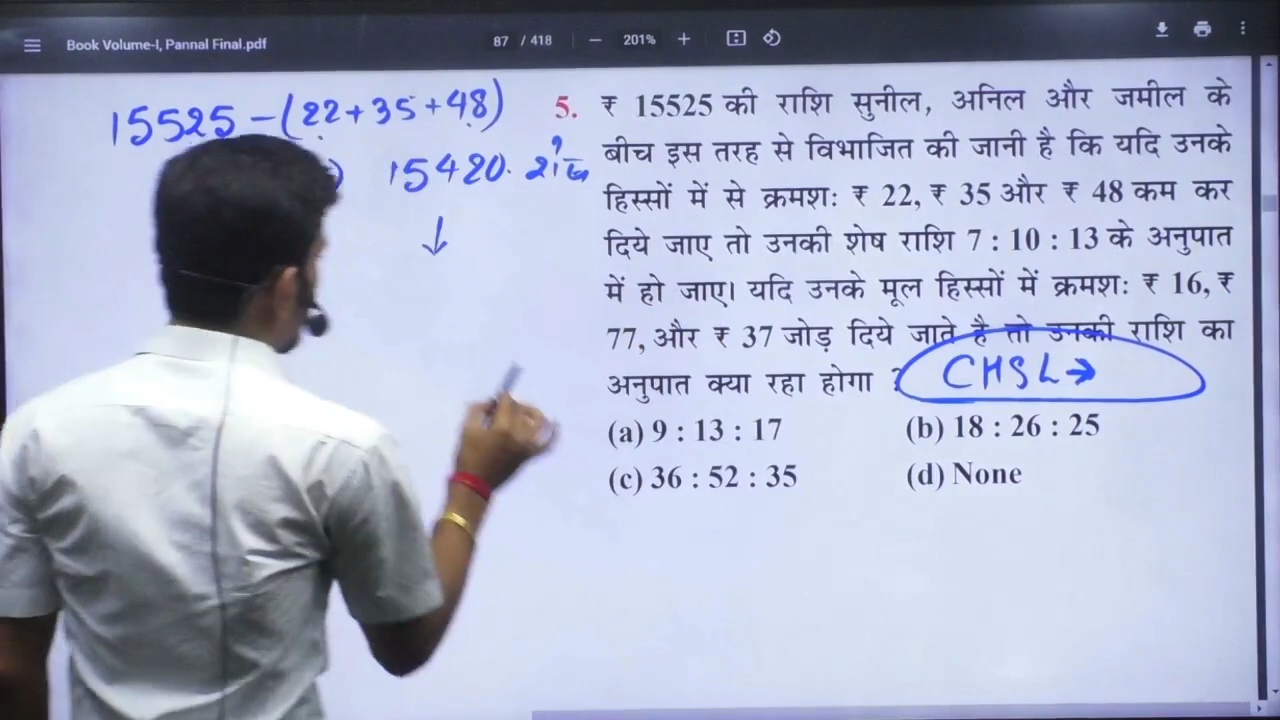 Book Volume-I, Pannal Final.pdf
87 / 418
201%
15525 - (22+35+48)
15420.
5. ₹ 15525 की राशि सुनील, अनिल और जमील के
बीच इस तरह से विभाजित की जानी है कि यदि उनके
हिस्सों में से क्रमशः ₹ 22, ₹ 35 और ₹ 48 कम कर
दिये जाए तो उनकी शेष राशि 7 : 10 : 13 के अनुपात
में हो जाए। यदि उनके मूल हिस्सों में क्रमशः ₹ 16, ₹
77, और ₹ 37 जोड़ दिये जाते है तो उनकी राशि का
अनुपात क्या रहा होगा ?
CHSL→
(a) 9 : 13 : 17
(b) 18 : 26 : 25
(c) 36 : 52 : 35
(d) None